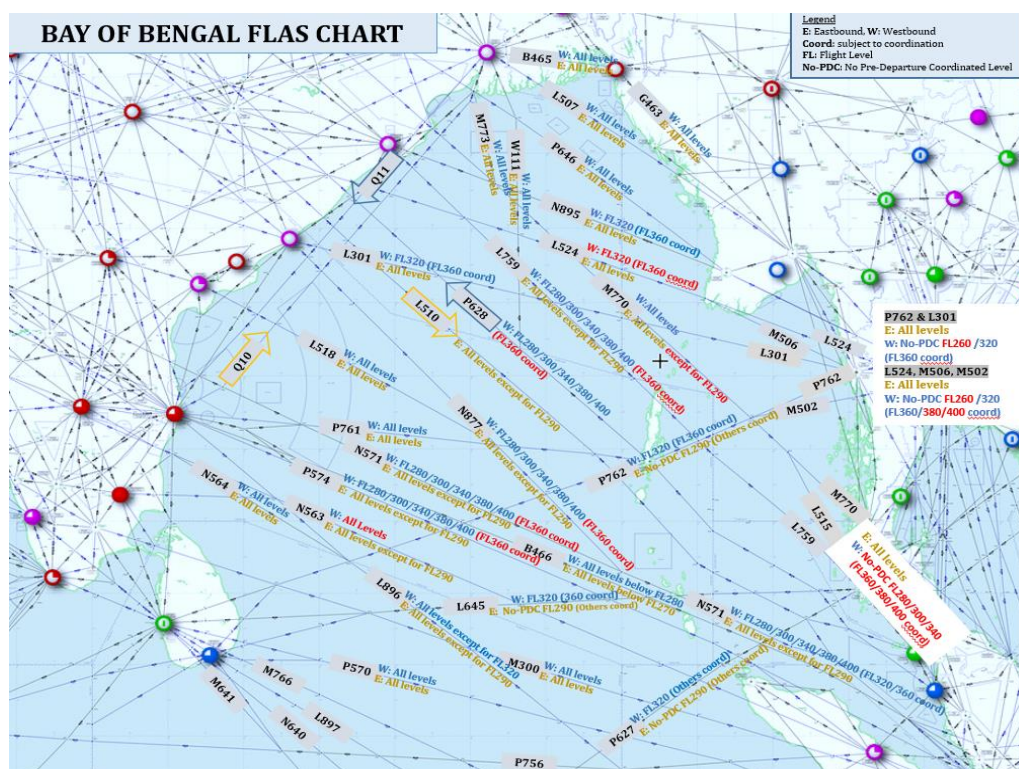 BAY OF BENGAL FLAS CHART
Legend
E: Eastbound, W: Westbound
Coord: subject to coordination
FL: Flight Level
No-PDC: No Pre-Departure Coordinated Level
B465
W: All levels
E: All levels
L507
W: All levels
E: All levels
G463
W: All levels
E: All levels
M773
W: All levels
E: All levels
W111
W: All levels
E: All levels
P646
W: All levels
E: All levels
Q11
N895
W: FL320 (FL360 coord)
E: All levels
L301
W: FL320 (FL360 coord)
E: All levels
L759
W: FL280/300/340/380/400 (FL360 coord)
E: All levels except for FL290
L524
W: FL320 (FL360 coord)
E: All levels
M770
W: All levels
E: All levels except for FL290
P628
W: FL280/300/340/380/400
(FL360 coord)
L510
E: All levels except for FL290
Q10
L518
W: All levels
E: All levels
M506
L524
L301
P762
M502
P762 & L301
E: All levels
W: No-PDC FL260 /320
(FL360 coord)
L524, M506, M502
E: All levels
W: No-PDC FL260 /320
(FL360/380/400 coord)
P761
W: All levels
E: All levels
N877
W: FL280/300/340/380/400 (FL360 coord)
E: All levels except for FL290
P762
W: FL320 (FL360 coord)
E: No-PDC FL290 (Others coord)
N571
W: FL280/300/340/380/400 (FL360 coord)
E: All levels except for FL290
P574
W: FL280/300/340/380/400 (FL360 coord)
E: All levels except for FL290
N564
W: All levels
E: All levels
N563
W: All Levels
E: All levels except for FL290
B466
W: All levels below FL280
E: All levels below FL270
M770
L515
L759
E: All levels
W: No-PDC FL280/300/340
(FL360/380/400 coord)
L896
W: All levels except for FL320
E: All levels except for FL290
L645
W: FL320 (360 coord)
E: No-PDC FL290 (Others coord)
N571
W: FL280/300/340/380/400 (FL320/360 coord)
E: All levels except for FL290
P570
W: All levels
E: All levels
M300
W: All levels
E: All levels
M766
M641
L897
N640
P627
W: FL320 (Others coord)
E: No-PDC FL290 (Others coord)
P756